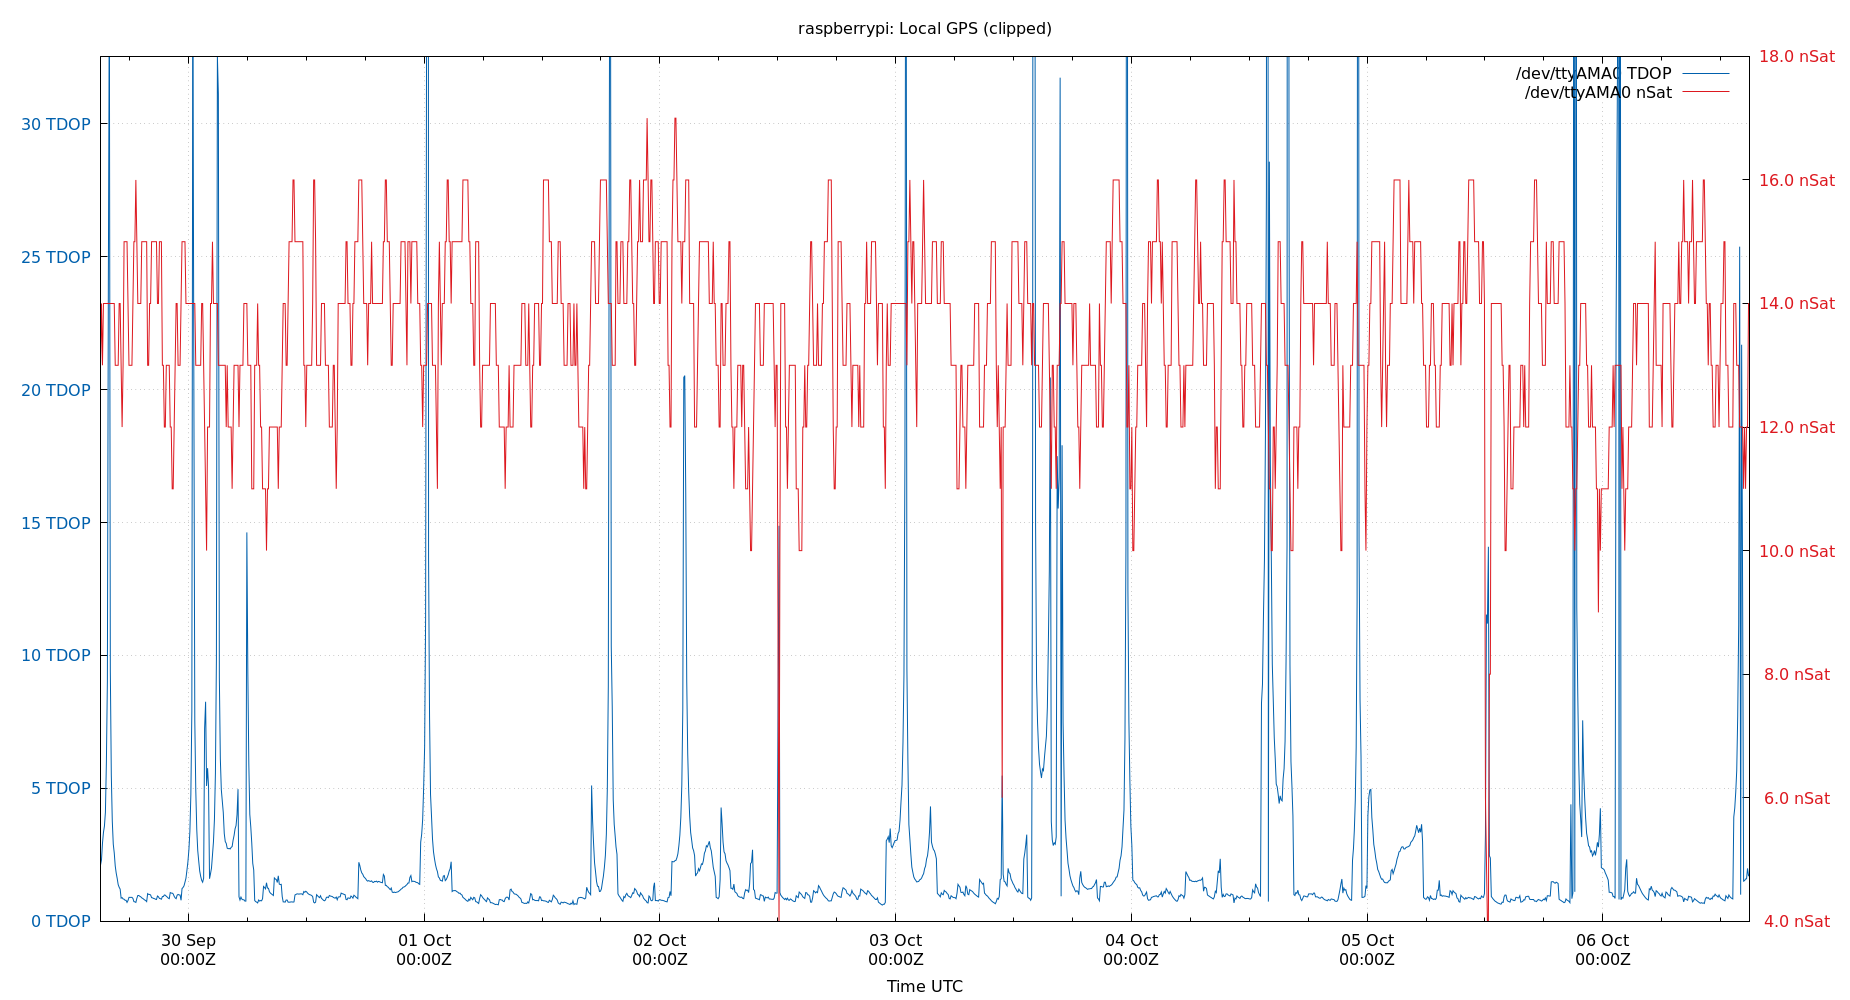 raspberrypi: Local GPS (clipped)
18.0 nSat
/dev/ttyAMA0 TDOP
/dev/ttyAMA0 nSat
30 TDOP
16.0 nSat
25 TDOP
14.0 nSat
20 TDOP
12.0 nSat
15 TDOP
10.0 nSat
10 TDOP
8.0 nSat
5 TDOP
6.0 nSat
0 TDOP
4.0 nSat
30 Sep 01 Oct 02 Oct 03 Oct 04 Oct 05 Oct 06 Oct
00:00Z 00:00Z 00:00Z 00:00Z 00:00Z 00:00Z 00:00Z
Time UTC